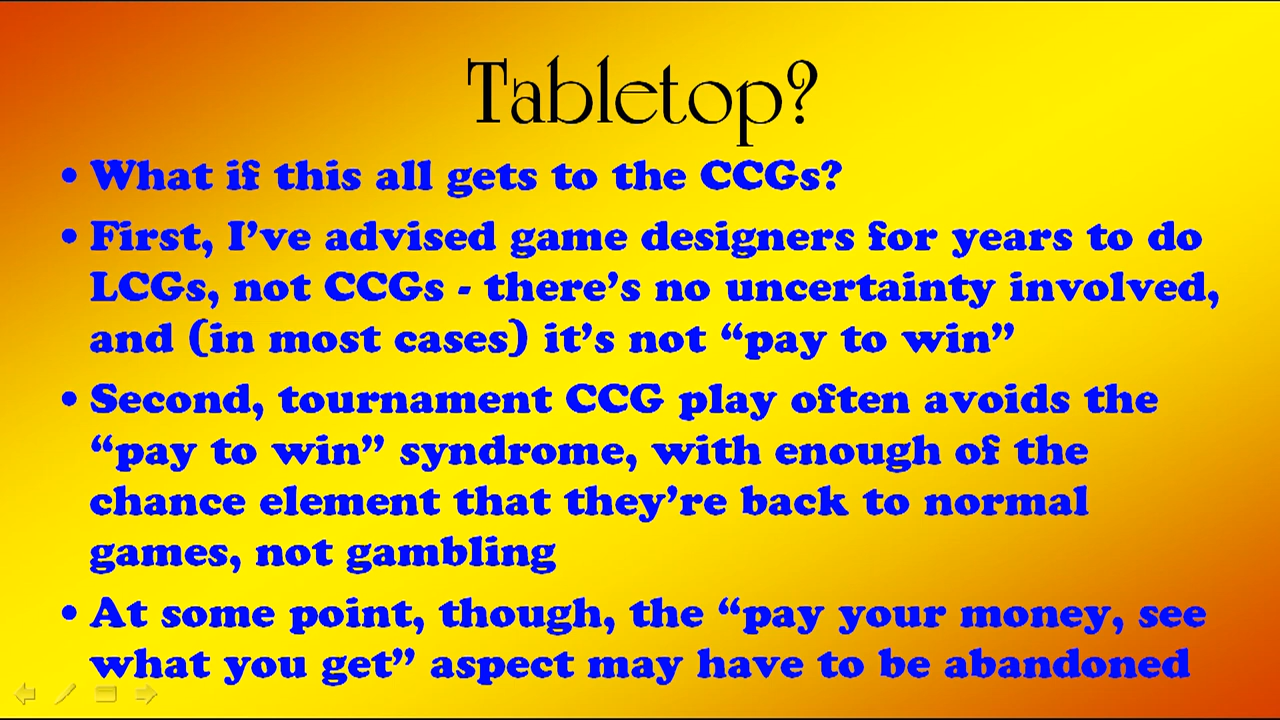 Tabletop?
• What if this all gets to the CCGs?
• First, I’ve advised game designers for years to do
LCGs, not CCGs - there’s no uncertainty involved,
and (in most cases) it’s not “pay to win”
• Second, tournament CCG play often avoids the
“pay to win” syndrome, with enough of the
chance element that they’re back to normal
games, not gambling
• At some point, though, the “pay your money, see
what you get” aspect may have to be abandoned